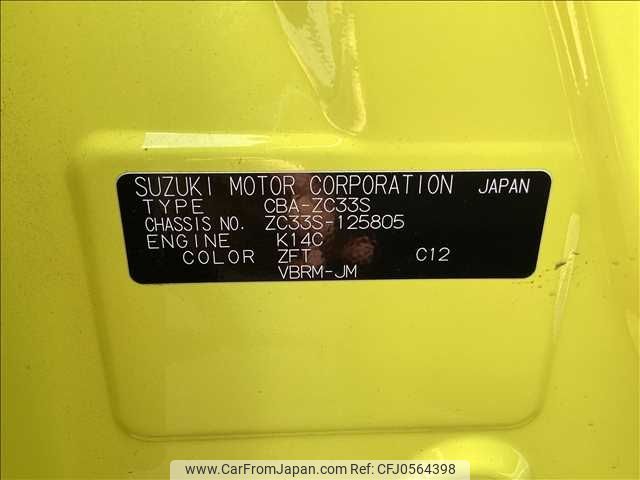 SUZUKI MOTOR CORPORATION JAPAN
TYPE CBA-ZC33S
CHASSIS NO. ZC33S-125805
ENGINE K14C
COLOR ZFT C12
VBRM-JM
www.CarFromJapan.com | CFJ0564398